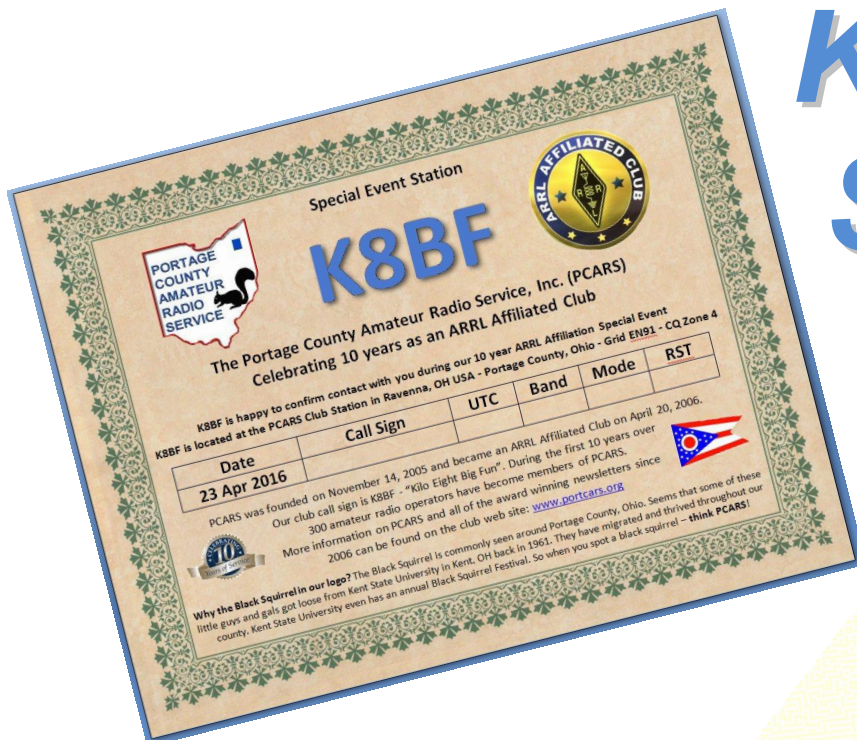 K
S
Special Event Station
K8BF
PORTAGE
COUNTY
AMATEUR
RADIO
SERVICE
ARRL AFFILIATED CLUB
The Portage County Amateur Radio Service, Inc. (PCARS)
Celebrating 10 years as an ARRL Affiliated Club
K8BF is happy to confirm contact with you during our 10 year ARRL Affiliation Special Event
K8BF is located at the PCARS Club Station in Ravenna, OH USA - Portage County, Ohio - Grid EN91 - CQ Zone 4
Date Call Sign UTC Band Mode RST
23 Apr 2016
PCARS was founded on November 14, 2005 and became an ARRL Affiliated Club on April 20, 2006.
Our club call sign is K8BF - "Kilo Eight Big Fun". During the first 10 years over
300 amateur radio operators have become members of PCARS.
More information on PCARS and all of the award winning newsletters since
2006 can be found on the club web site: www.portcars.org
10
Years of Service
Why the Black Squirrel in our logo? The Black Squirrel is commonly seen around Portage County, Ohio. Seems that some of these
little guys and gals got loose from Kent State University in Kent, OH back in 1961. They have migrated and thrived throughout our
county. Kent State University even has an annual Black Squirrel Festival. So when you spot a black squirrel – think PCARS!